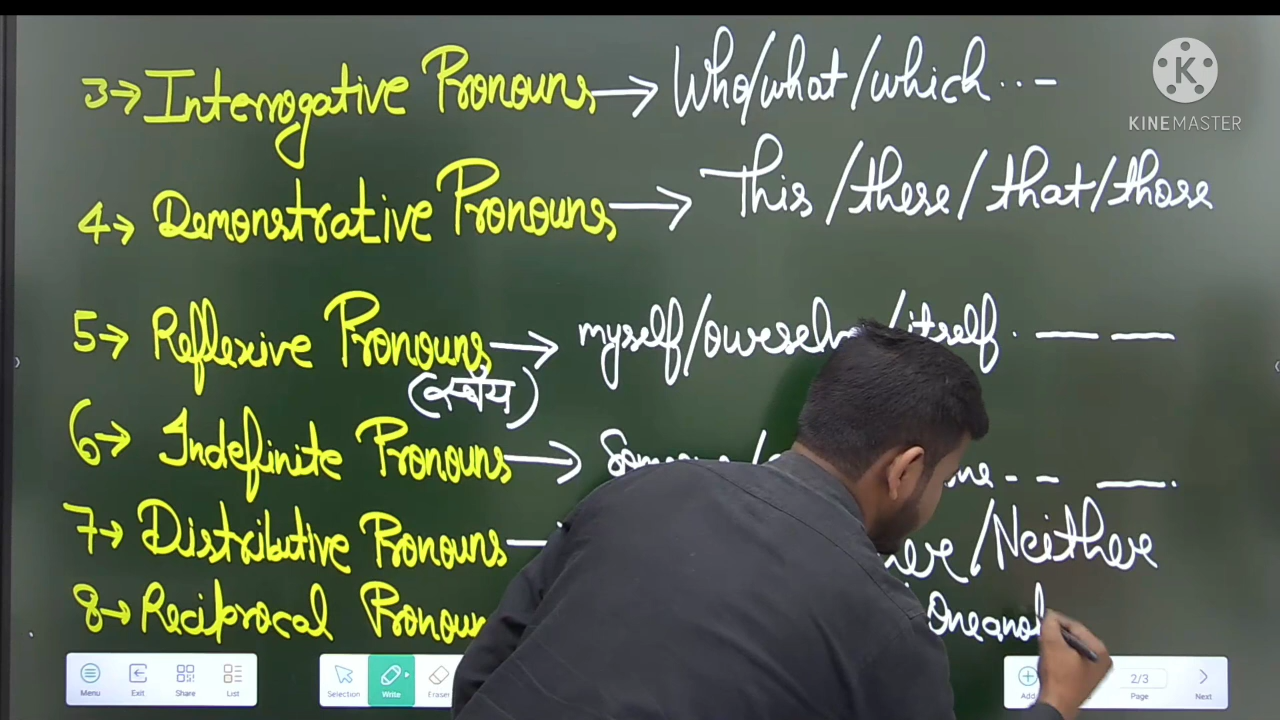 3→ Interrogative Pronouns → Who/what/which..-
KINEMASTER
4→ Demonstrative Pronouns → This/these/that/those
5→ Reflexive Pronouns → myself/ /itself. — —
(स्वंय)
6→ Indefinite Pronouns → - - —.
7→ Distributive Pronouns — /Neither
8→ Reciprocal
Menu Exit Share List Selection Write Eraser Add 2/3 Page Next